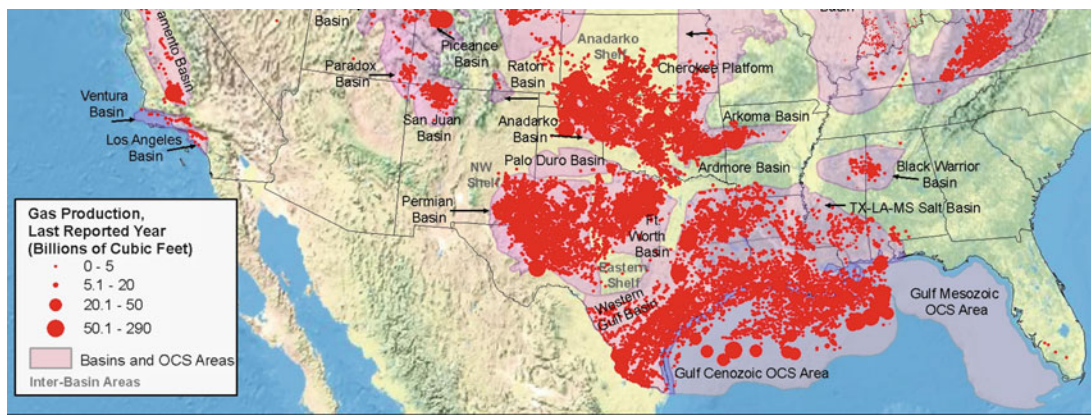 Basin
Piceance
Basin
Paradox
Basin
Raton
Basin
Anadarko
Shelf
Cherokee Platform
Basin
amento Basin
Ventura
Basin
Los Angeles
Basin
San Juan
Basin
Anadarko
Basin
Arkoma Basin
Palo Duro Basin
Ardmore Basin
Black Warrior
Basin
NW
Shelf
Permian
Basin
TX-LA-MS Salt Basin
Ft.
Worth
Basin
Eastern
Shelf
Western
Gulf Basin
Gulf Mesozoic
OCS Area
Gulf Cenozoic OCS Area
Gas Production,
Last Reported Year
(Billions of Cubic Feet)
0 - 5
5.1 - 20
20.1 - 50
50.1 - 290
Basins and OCS Areas
Inter-Basin Areas